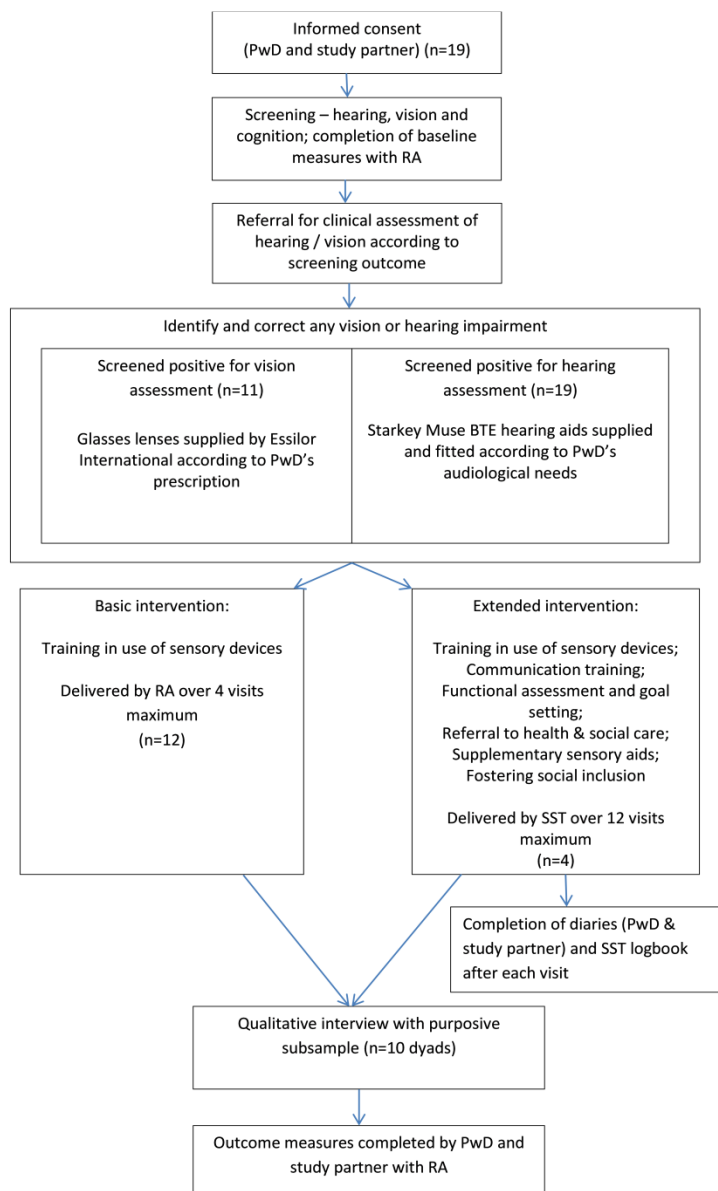 Informed consent
(PwD and study partner) (n=19)
Screening – hearing, vision and
cognition; completion of baseline
measures with RA
Referral for clinical assessment of
hearing / vision according to
screening outcome
Identify and correct any vision or hearing impairment
Screened positive for vision
assessment (n=11)
Glasses lenses supplied by Essilor
International according to PwD’s
prescription
Screened positive for hearing
assessment (n=19)
Starkey Muse BTE hearing aids supplied
and fitted according to PwD’s
audiological needs
Basic intervention:
Training in use of sensory devices
Delivered by RA over 4 visits
maximum
(n=12)
Extended intervention:
Training in use of sensory devices;
Communication training;
Functional assessment and goal
setting;
Referral to health & social care;
Supplementary sensory aids;
Fostering social inclusion
Delivered by SST over 12 visits
maximum
(n=4)
Completion of diaries (PwD &
study partner) and SST logbook
after each visit
Qualitative interview with purposive
subsample (n=10 dyads)
Outcome measures completed by PwD and
study partner with RA